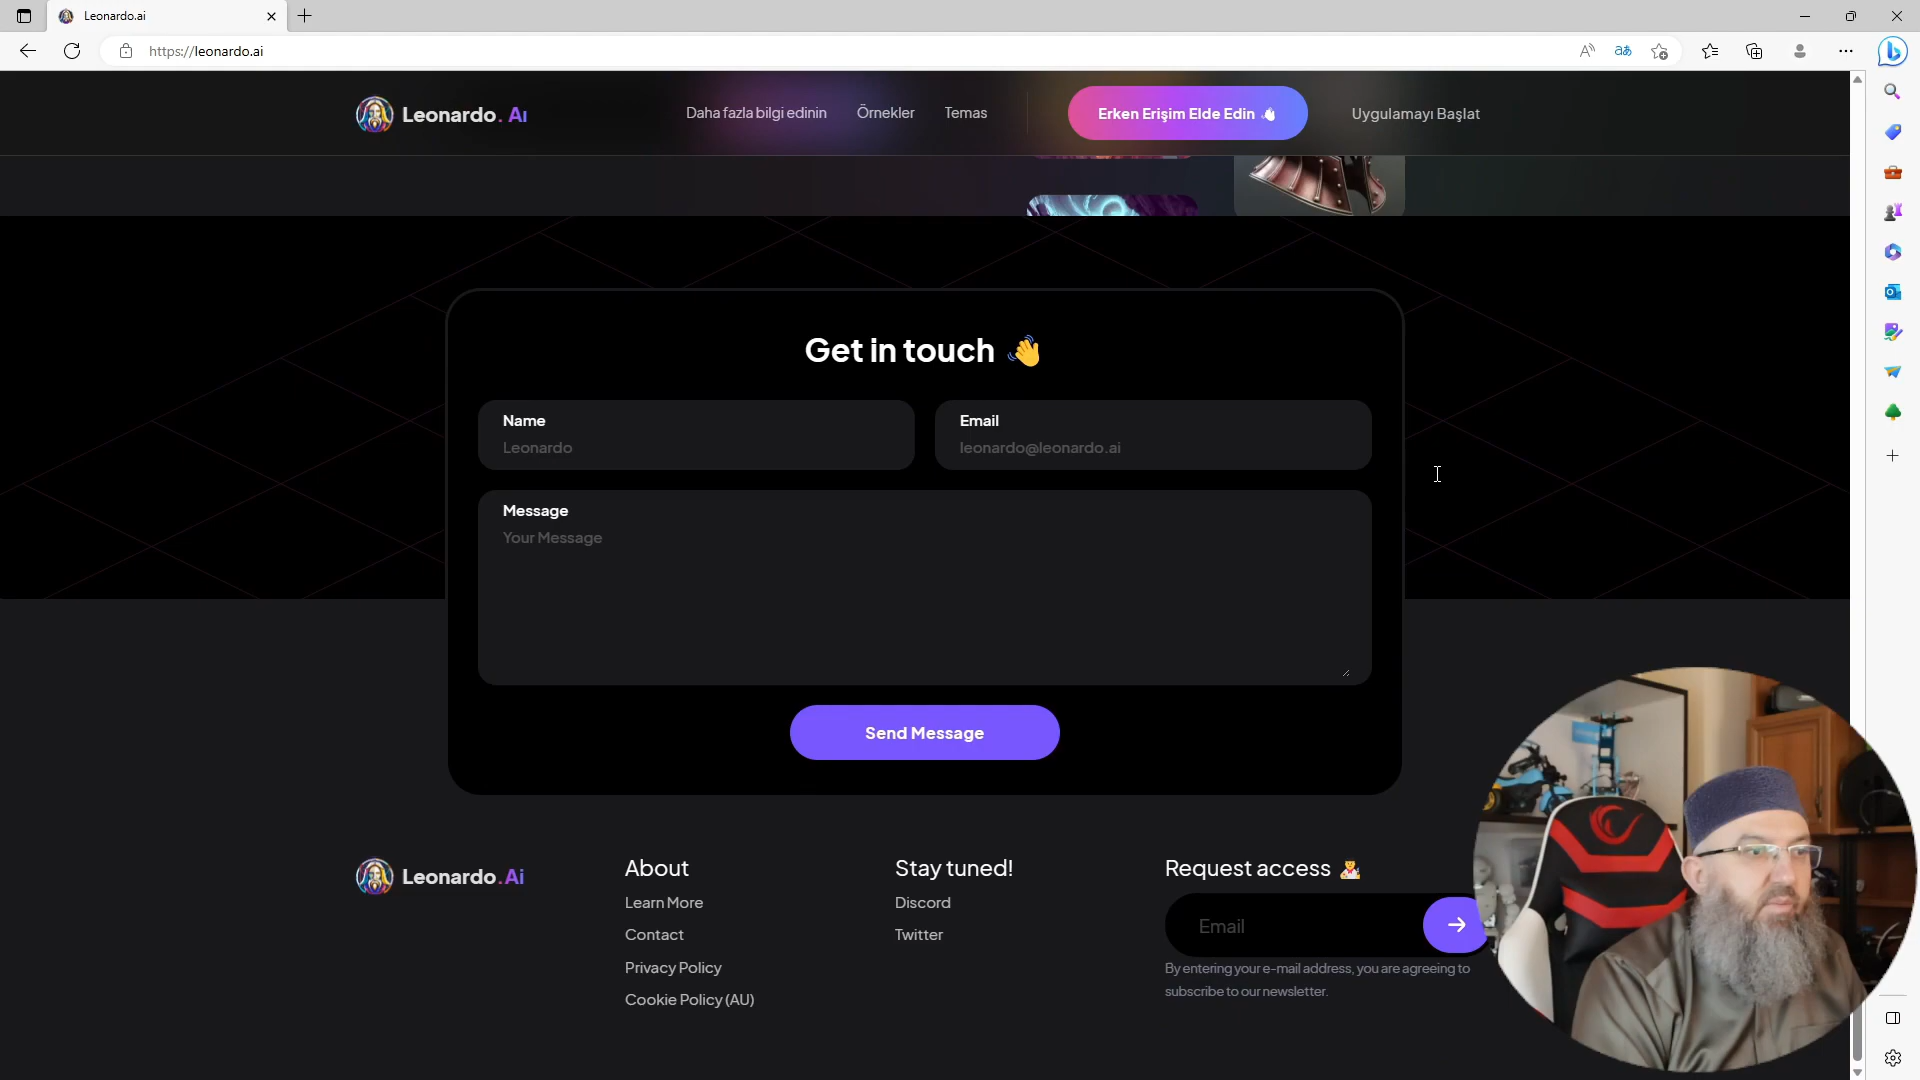 Leonardo.ai
https://leonardo.ai
Leonardo. Aı
Daha fazla bilgi edinin
Örnekler
Temas
Erken Erişim Elde Edin 👋
Uygulamayı Başlat
Get in touch 👋
Name
Leonardo
Email
leonardo@leonardo.ai
Message
Your Message
Send Message
Leonardo.Ai
About
Learn More
Contact
Privacy Policy
Cookie Policy (AU)
Stay tuned!
Discord
Twitter
Request access 🧑‍🎨
Email
By entering your e-mail address, you are agreeing to
subscribe to our newsletter.